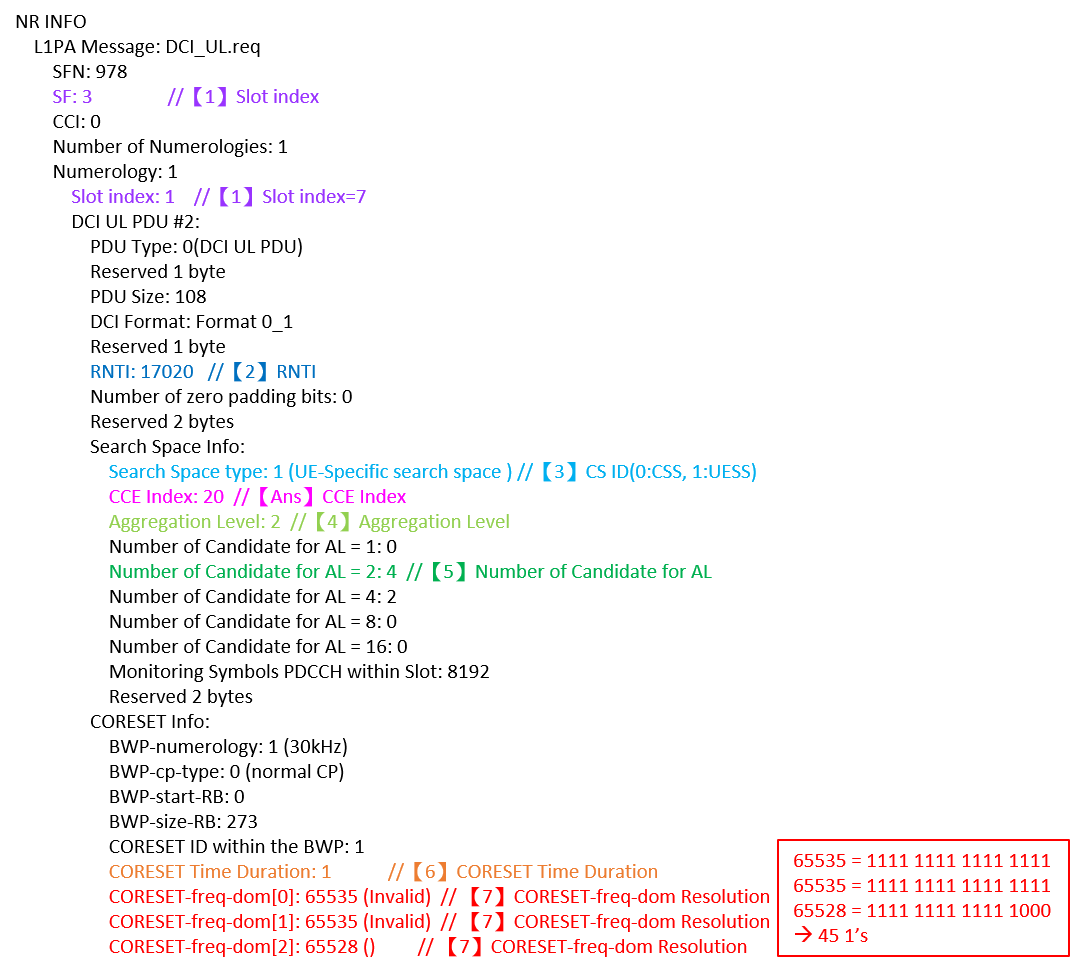 NR INFO
L1PA Message: DCI_UL.req
SFN: 978
SF: 3 //【1】Slot index
CCI: 0
Number of Numerologies: 1
Numerology: 1
Slot index: 1 //【1】Slot index=7
DCI UL PDU #2:
PDU Type: 0(DCI UL PDU)
Reserved 1 byte
PDU Size: 108
DCI Format: Format 0_1
Reserved 1 byte
RNTI: 17020 //【2】RNTI
Number of zero padding bits: 0
Reserved 2 bytes
Search Space Info:
Search Space type: 1 (UE-Specific search space ) //【3】CS ID(0:CSS, 1:UESS)
CCE Index: 20 //【Ans】CCE Index
Aggregation Level: 2 //【4】Aggregation Level
Number of Candidate for AL = 1: 0
Number of Candidate for AL = 2: 4 //【5】Number of Candidate for AL
Number of Candidate for AL = 4: 2
Number of Candidate for AL = 8: 0
Number of Candidate for AL = 16: 0
Monitoring Symbols PDCCH within Slot: 8192
Reserved 2 bytes
CORESET Info:
BWP-numerology: 1 (30kHz)
BWP-cp-type: 0 (normal CP)
BWP-start-RB: 0
BWP-size-RB: 273
CORESET ID within the BWP: 1
CORESET Time Duration: 1 //【6】CORESET Time Duration
CORESET-freq-dom[0]: 65535 (Invalid) // 【7】CORESET-freq-dom Resolution
CORESET-freq-dom[1]: 65535 (Invalid) // 【7】CORESET-freq-dom Resolution
CORESET-freq-dom[2]: 65528 () // 【7】CORESET-freq-dom Resolution
65535 = 1111 1111 1111 1111
65535 = 1111 1111 1111 1111
65528 = 1111 1111 1111 1000
→ 45 1’s